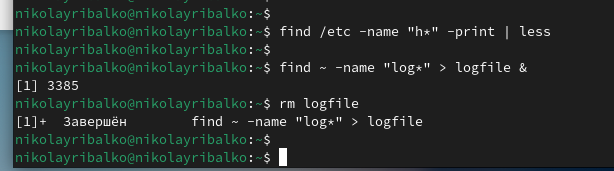 nikolayribalko@nikolayribalko:~$
nikolayribalko@nikolayribalko:~$ find /etc -name "h*" -print | less
nikolayribalko@nikolayribalko:~$
nikolayribalko@nikolayribalko:~$ find ~ -name "log*" > logfile &
[1] 3385
nikolayribalko@nikolayribalko:~$ rm logfile
[1]+  Завершён        find ~ -name "log*" > logfile
nikolayribalko@nikolayribalko:~$
nikolayribalko@nikolayribalko:~$